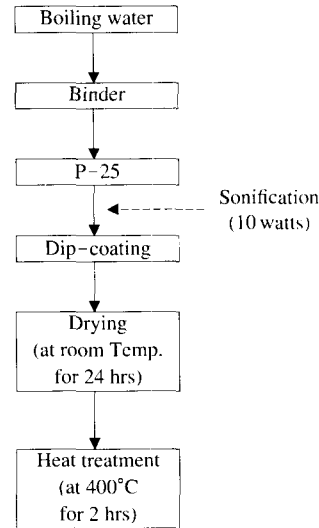 Boiling water
Binder
P-25
Sonification
(10 watts)
Dip-coating
Drying
(at room Temp.
for 24 hrs)
Heat treatment
(at 400°C
for 2 hrs)